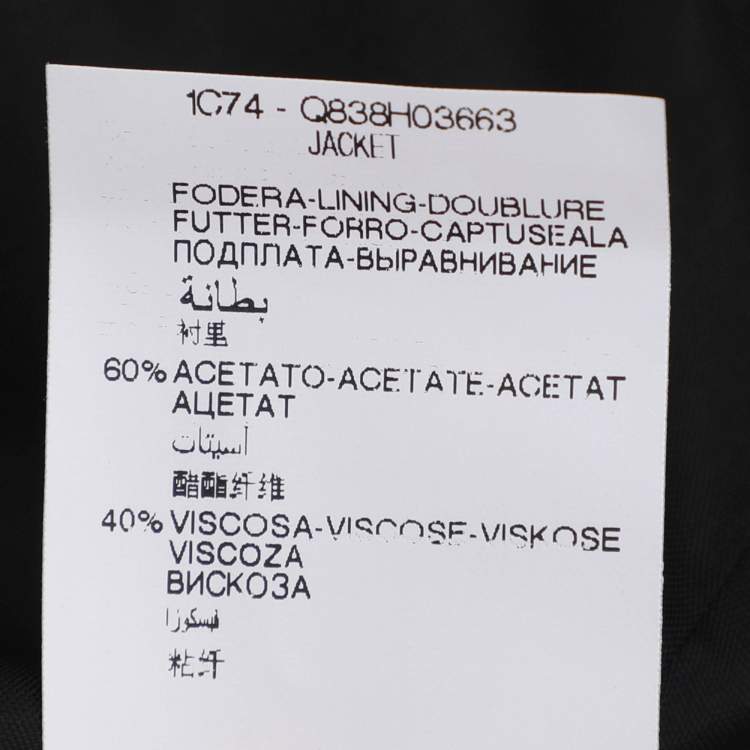 1C74 - Q838H03663
JACKET
FODERA-LINING-DOUBLURE
FUTTER-FORRO-CAPTUSEALA
ПОДПЛАТА-ВЫРАВНИВАНИЕ
بطانة
衬里
60% ACETATO-ACETATE-ACETAT
АЦЕТАТ
أسيتات
醋酯纤维
40% VISCOSA-VISCOSE-VISKOSE
VISCOZA
ВИСКОЗА
فيسكوزا
粘纤